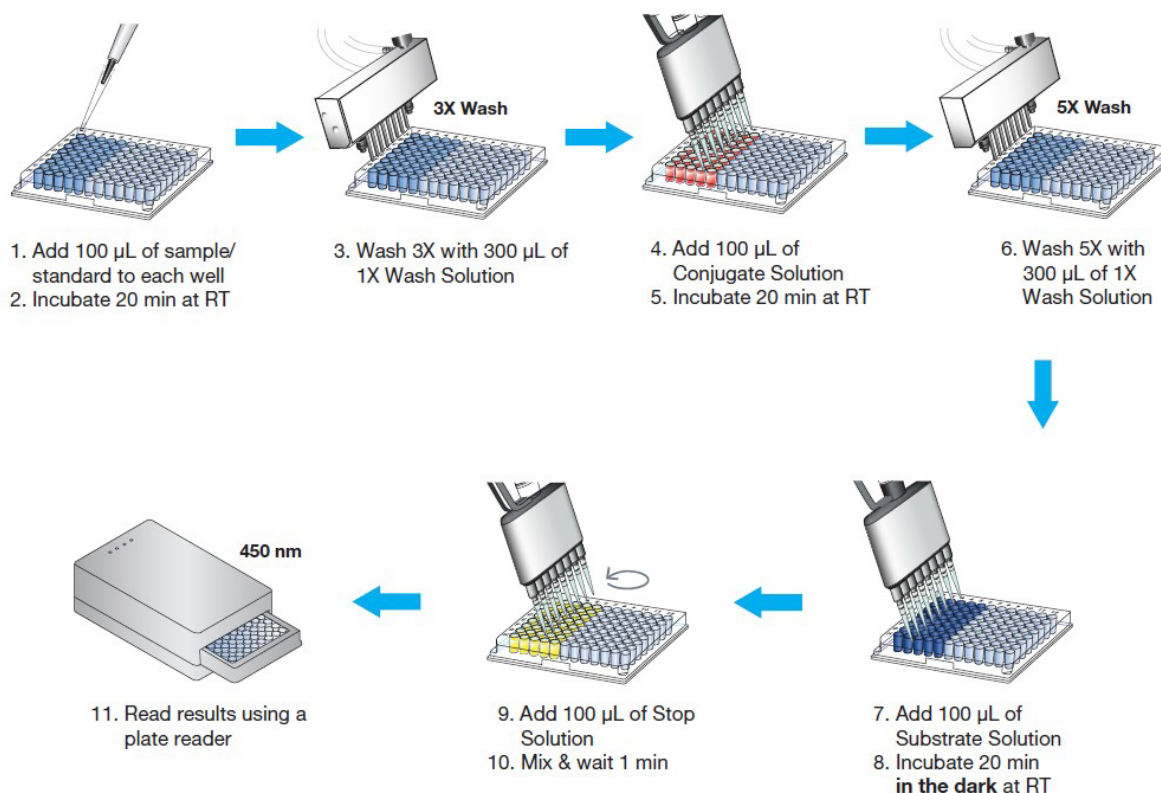 3X Wash
5X Wash
1. Add 100 µL of sample/
standard to each well
2. Incubate 20 min at RT
3. Wash 3X with 300 µL of
1X Wash Solution
4. Add 100 µL of
Conjugate Solution
5. Incubate 20 min at RT
6. Wash 5X with
300 µL of 1X
Wash Solution
7. Add 100 µL of
Substrate Solution
8. Incubate 20 min
in the dark at RT
9. Add 100 µL of Stop
Solution
10. Mix & wait 1 min
450 nm
11. Read results using a
plate reader